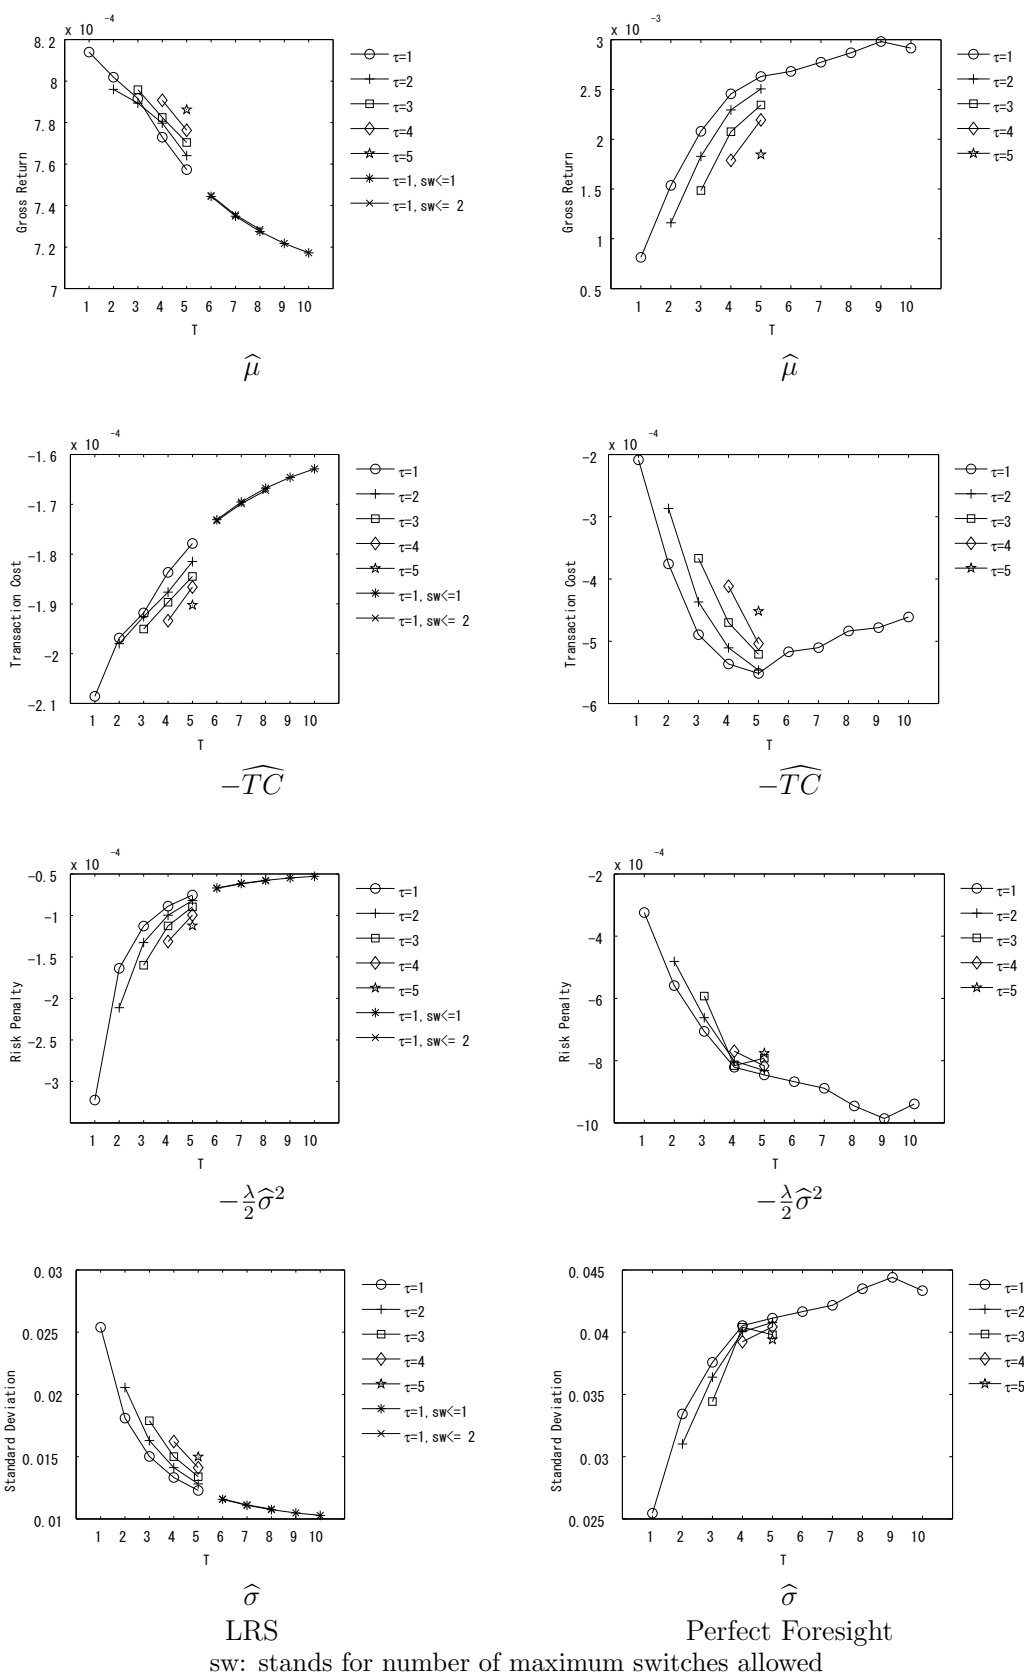 x 10 -4
8.2
8
7.8
7.6
7.4
7.2
7
Gross Return
1 2 3 4 5 6 7 8 9 10
T
τ=1
τ=2
τ=3
τ=4
τ=5
τ=1, sw<=1
τ=1, sw<= 2
μ̂
x 10 -3
3
2.5
2
1.5
1
0.5
Gross Return
1 2 3 4 5 6 7 8 9 10
T
τ=1
τ=2
τ=3
τ=4
τ=5
μ̂
x 10 -4
-1.6
-1.7
-1.8
-1.9
-2
-2.1
Transaction Cost
1 2 3 4 5 6 7 8 9 10
T
τ=1
τ=2
τ=3
τ=4
τ=5
τ=1, sw<=1
τ=1, sw<= 2
−T̂C
x 10 -4
-2
-3
-4
-5
-6
Transaction Cost
1 2 3 4 5 6 7 8 9 10
T
τ=1
τ=2
τ=3
τ=4
τ=5
−T̂C
x 10 -4
-0.5
-1
-1.5
-2
-2.5
-3
Risk Penalty
1 2 3 4 5 6 7 8 9 10
T
τ=1
τ=2
τ=3
τ=4
τ=5
τ=1, sw<=1
τ=1, sw<= 2
−λ/2 σ̂²
x 10 -4
-2
-4
-6
-8
-10
Risk Penalty
1 2 3 4 5 6 7 8 9 10
T
τ=1
τ=2
τ=3
τ=4
τ=5
−λ/2 σ̂²
0.03
0.025
0.02
0.015
0.01
Standard Deviation
1 2 3 4 5 6 7 8 9 10
T
τ=1
τ=2
τ=3
τ=4
τ=5
τ=1, sw<=1
τ=1, sw<= 2
σ̂
LRS
0.045
0.04
0.035
0.03
0.025
Standard Deviation
1 2 3 4 5 6 7 8 9 10
T
τ=1
τ=2
τ=3
τ=4
τ=5
σ̂
Perfect Foresight
sw: stands for number of maximum switches allowed